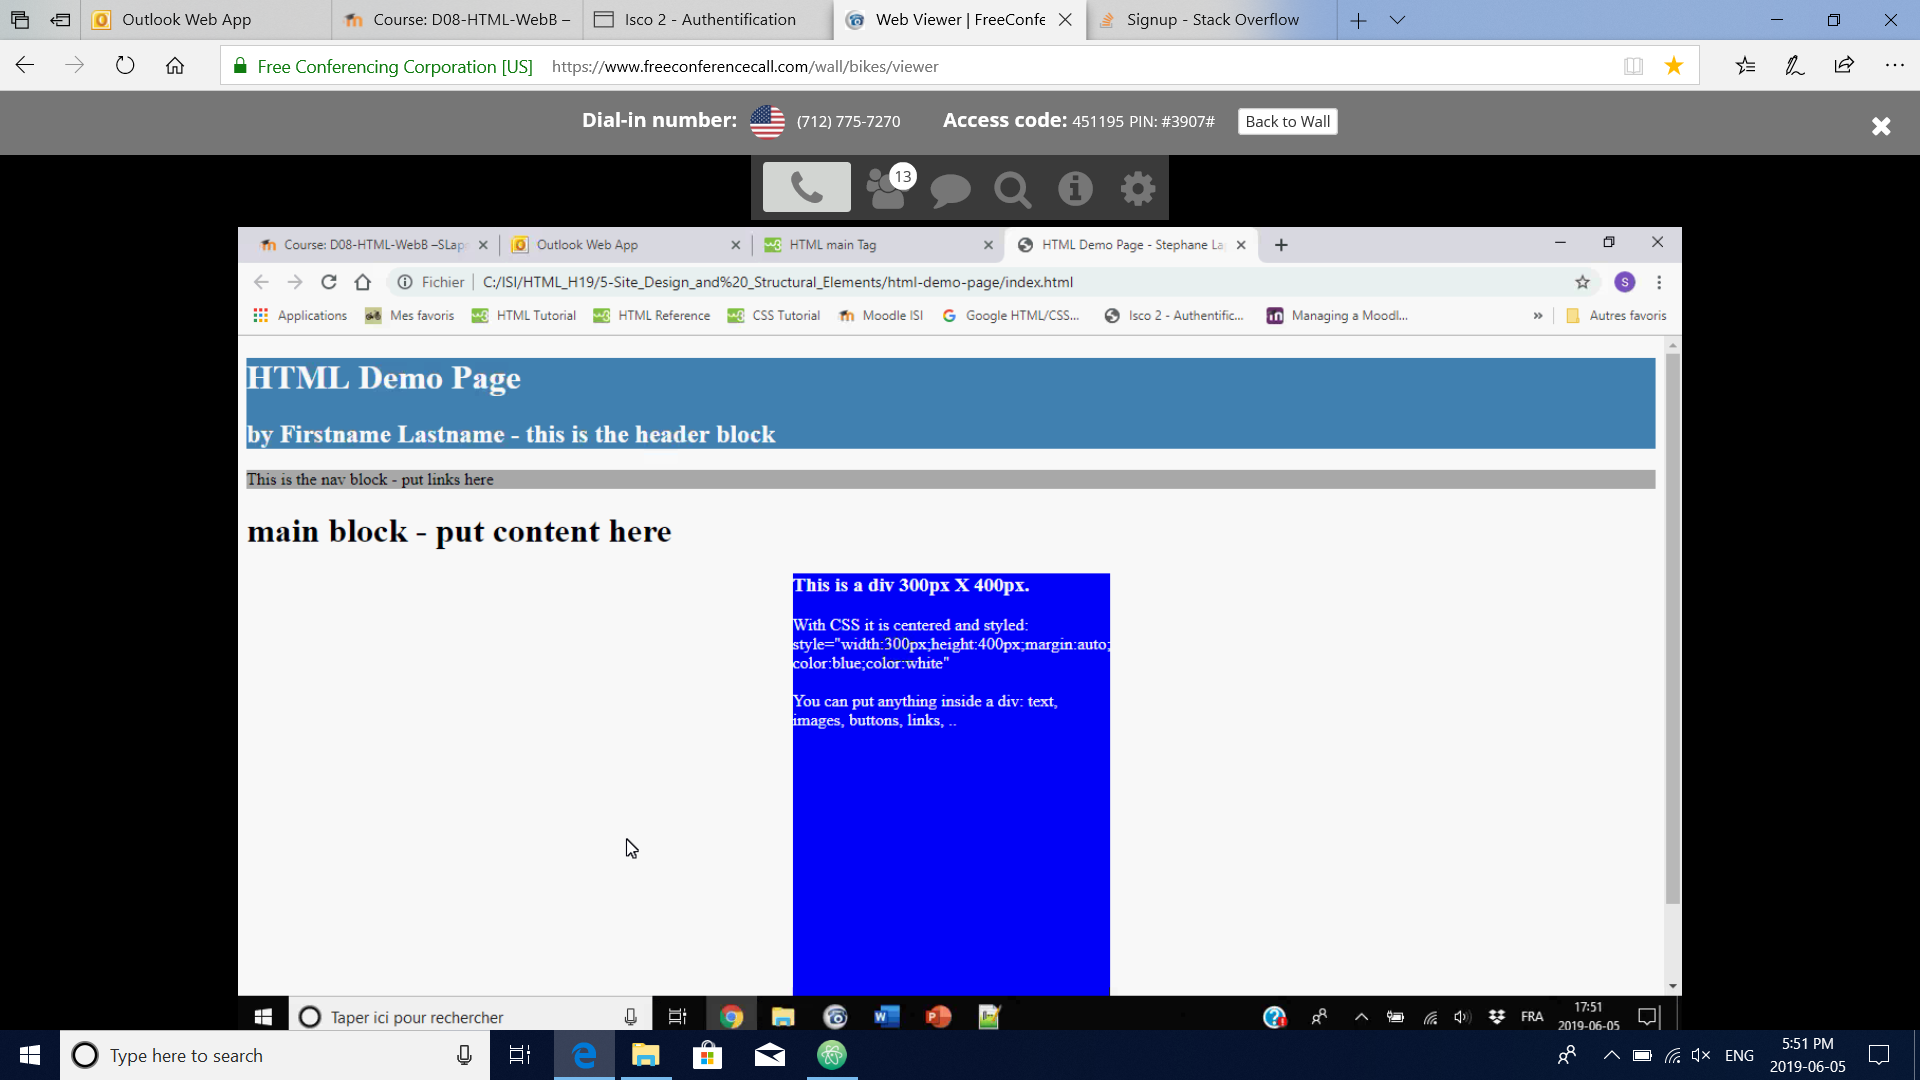 Outlook Web App
Course: D08-HTML-WebB –
Isco 2 - Authentification
Web Viewer | FreeConfe
Signup - Stack Overflow
Free Conferencing Corporation [US]
https://www.freeconferencecall.com/wall/bikes/viewer
Dial-in number: (712) 775-7270 Access code: 451195 PIN: #3907# Back to Wall
13
Course: D08-HTML-WebB –SLap
Outlook Web App
HTML main Tag
HTML Demo Page - Stephane La
Fichier
C:/ISI/HTML_H19/5-Site_Design_and%20_Structural_Elements/html-demo-page/index.html
S
Applications
Mes favoris
HTML Tutorial
HTML Reference
CSS Tutorial
Moodle ISI
Google HTML/CSS...
Isco 2 - Authentific...
Managing a Moodl...
»
Autres favoris
HTML Demo Page
by Firstname Lastname - this is the header block
This is the nav block - put links here
main block - put content here
This is a div 300px X 400px.
With CSS it is centered and styled:
style="width:300px;height:400px;margin:auto;
color:blue;color:white"
You can put anything inside a div: text,
images, buttons, links, ..
Taper ici pour rechercher
FRA
17:51
2019-06-05
Type here to search
ENG
5:51 PM
2019-06-05